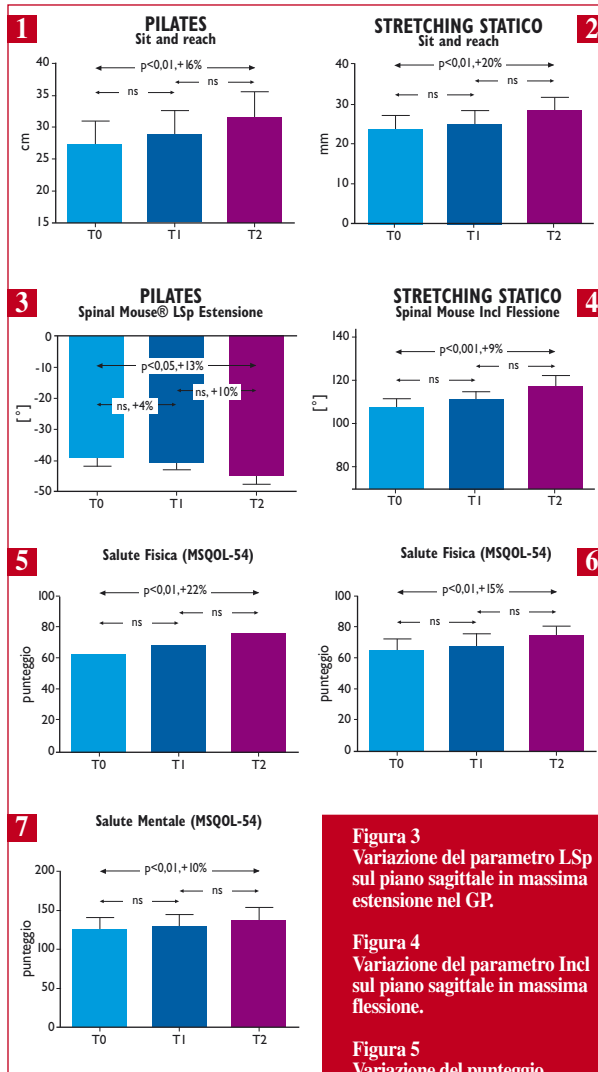 1
PILATES
Sit and reach
cm
40
35
30
25
20
15
p<0,01,+16%
ns
ns
T0
T1
T2
2
STRETCHING STATICO
Sit and reach
mm
40
30
20
10
0
p<0,01,+20%
ns
ns
T0
T1
T2
3
PILATES
Spinal Mouse® LSp Estensione
[°]
0
-10
-20
-30
-40
-50
p<0,05,+13%
ns,+10%
ns,+4%
T0
T1
T2
4
STRETCHING STATICO
Spinal Mouse Incl Flessione
[°]
140
120
100
80
p<0,001,+9%
ns
ns
T0
T1
T2
5
Salute Fisica (MSQOL-54)
punteggio
100
80
60
40
20
0
p<0,01,+22%
ns
ns
T0
T1
T2
6
Salute Fisica (MSQOL-54)
punteggio
100
80
60
40
20
0
p<0,01,+15%
ns
ns
T0
T1
T2
7
Salute Mentale (MSQOL-54)
punteggio
200
150
100
50
0
p<0,01,+10%
ns
ns
T0
T1
T2
Figura 3
Variazione del parametro LSp
sul piano sagittale in massima
estensione nel GP.
Figura 4
Variazione del parametro Incl
sul piano sagittale in massima
flessione.
Figura 5
Variazione del punteggio